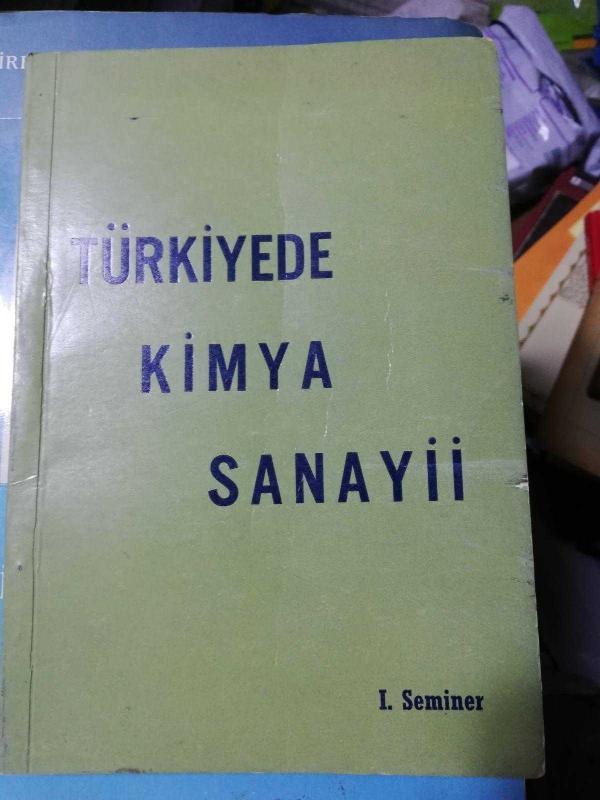 TÜRKİYEDE
KİMYA
SANAYİİ
I. Seminer